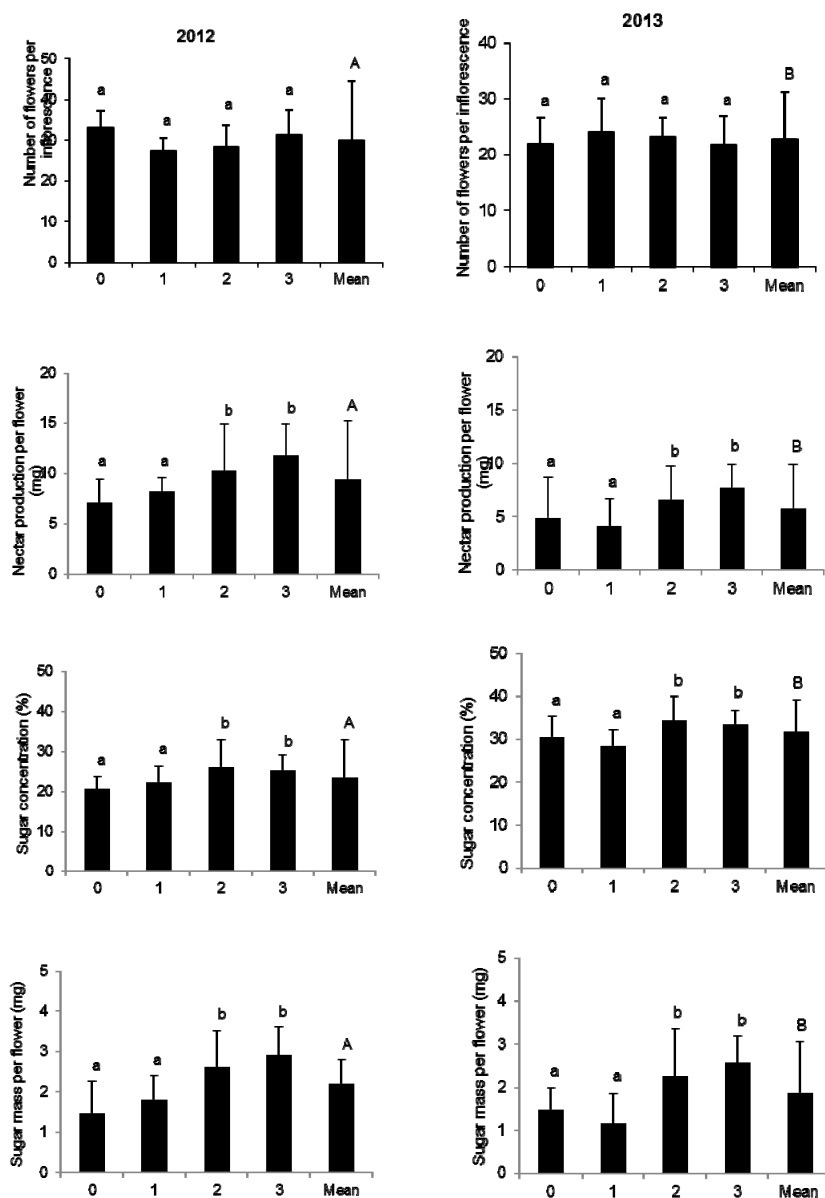 2012
Number of flowers per
inflorescence
50
40
30
20
10
0
a
a
a
a
A
0 1 2 3 Mean
2013
Number of flowers per inflorescence
40
30
20
10
0
a
a
a
a
B
0 1 2 3 Mean
Nectar production per flower
(mg)
20
15
10
5
0
a
a
b
b
A
0 1 2 3 Mean
Nectar production per flower
(mg)
20
15
10
5
0
a
a
b
b
B
0 1 2 3 Mean
Sugar concentration (%)
50
40
30
20
10
0
a
a
b
b
A
0 1 2 3 Mean
Sugar concentration (%)
50
40
30
20
10
0
a
a
b
b
B
0 1 2 3 Mean
Sugar mass per flower (mg)
5
4
3
2
1
0
a
a
b
b
A
0 1 2 3 Mean
Sugar mass per flower (mg)
5
4
3
2
1
0
a
a
b
b
B
0 1 2 3 Mean